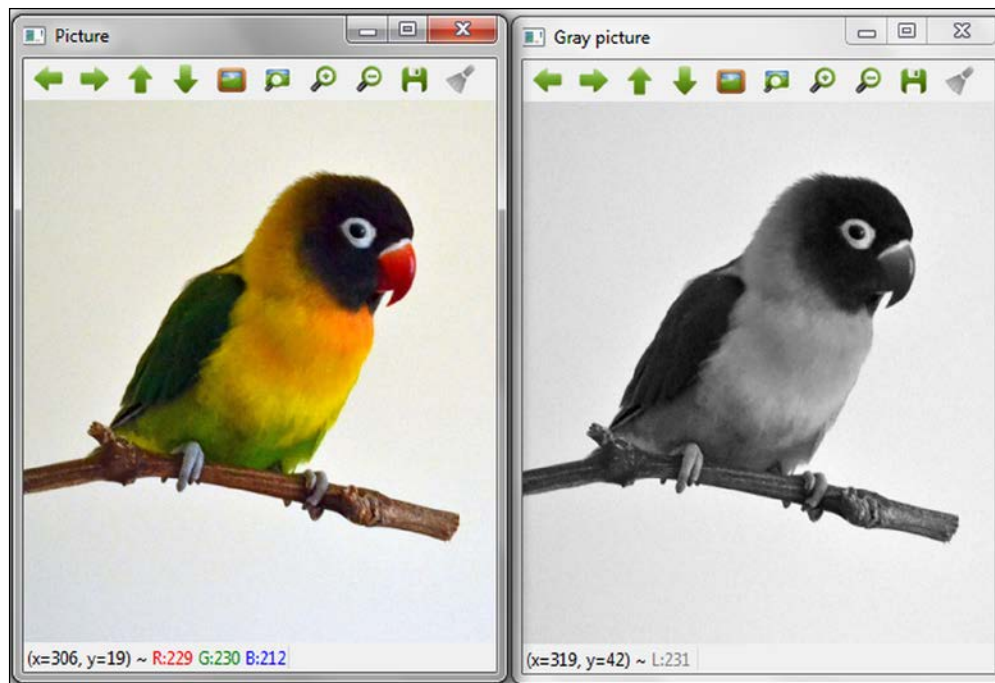 Picture
(x=306, y=19) ~ R:229 G:230 B:212
Gray picture
(x=319, y=42) ~ L:231